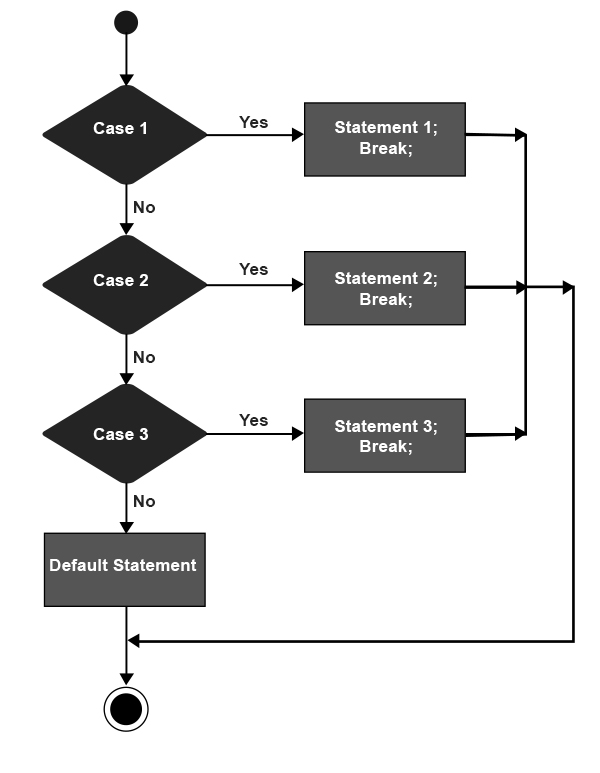 Case 1
Yes
Statement 1;
Break;
No
Case 2
Yes
Statement 2;
Break;
No
Case 3
Yes
Statement 3;
Break;
No
Default Statement